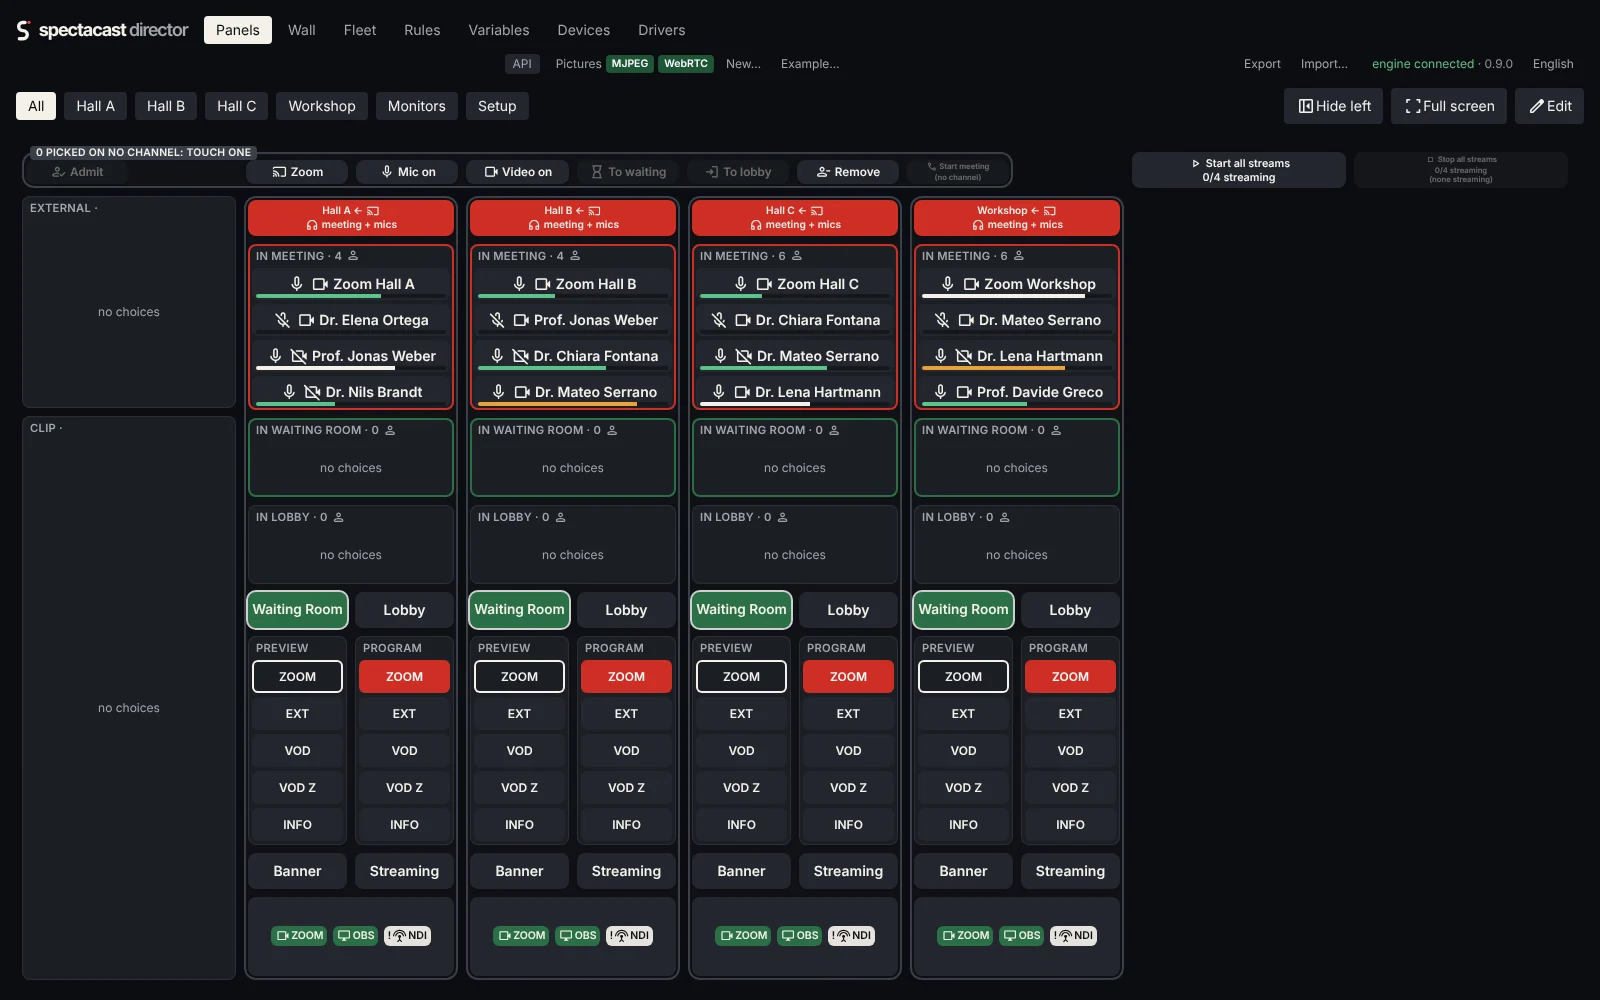 spectacast director Panels Wall Fleet Rules Variables Devices Drivers
API Pictures MJPEG WebRTC New... Example... Export Import... engine connected · 0.9.0 English
All Hall A Hall B Hall C Workshop Monitors Setup Hide left Full screen Edit
0 PICKED ON NO CHANNEL: TOUCH ONE
Admit Zoom Mic on Video on To waiting To lobby Remove
Start meeting
(no channel)
Start all streams
0/4 streaming
Stop all streams
0/4 streaming
(none streaming)
EXTERNAL ·
no choices
CLIP ·
no choices
Hall A ←
meeting + mics
IN MEETING · 4
Zoom Hall A
Dr. Elena Ortega
Prof. Jonas Weber
Dr. Nils Brandt
IN WAITING ROOM · 0
no choices
IN LOBBY · 0
no choices
Waiting Room Lobby
PREVIEW PROGRAM
ZOOM ZOOM
EXT EXT
VOD VOD
VOD Z VOD Z
INFO INFO
Banner Streaming
ZOOM OBS ! NDI
Hall B ←
meeting + mics
IN MEETING · 4
Zoom Hall B
Prof. Jonas Weber
Dr. Chiara Fontana
Dr. Mateo Serrano
IN WAITING ROOM · 0
no choices
IN LOBBY · 0
no choices
Waiting Room Lobby
PREVIEW PROGRAM
ZOOM ZOOM
EXT EXT
VOD VOD
VOD Z VOD Z
INFO INFO
Banner Streaming
ZOOM OBS ! NDI
Hall C ←
meeting + mics
IN MEETING · 6
Zoom Hall C
Dr. Chiara Fontana
Dr. Mateo Serrano
Dr. Lena Hartmann
IN WAITING ROOM · 0
no choices
IN LOBBY · 0
no choices
Waiting Room Lobby
PREVIEW PROGRAM
ZOOM ZOOM
EXT EXT
VOD VOD
VOD Z VOD Z
INFO INFO
Banner Streaming
ZOOM OBS ! NDI
Workshop ←
meeting + mics
IN MEETING · 6
Zoom Workshop
Dr. Mateo Serrano
Dr. Lena Hartmann
Prof. Davide Greco
IN WAITING ROOM · 0
no choices
IN LOBBY · 0
no choices
Waiting Room Lobby
PREVIEW PROGRAM
ZOOM ZOOM
EXT EXT
VOD VOD
VOD Z VOD Z
INFO INFO
Banner Streaming
ZOOM OBS ! NDI